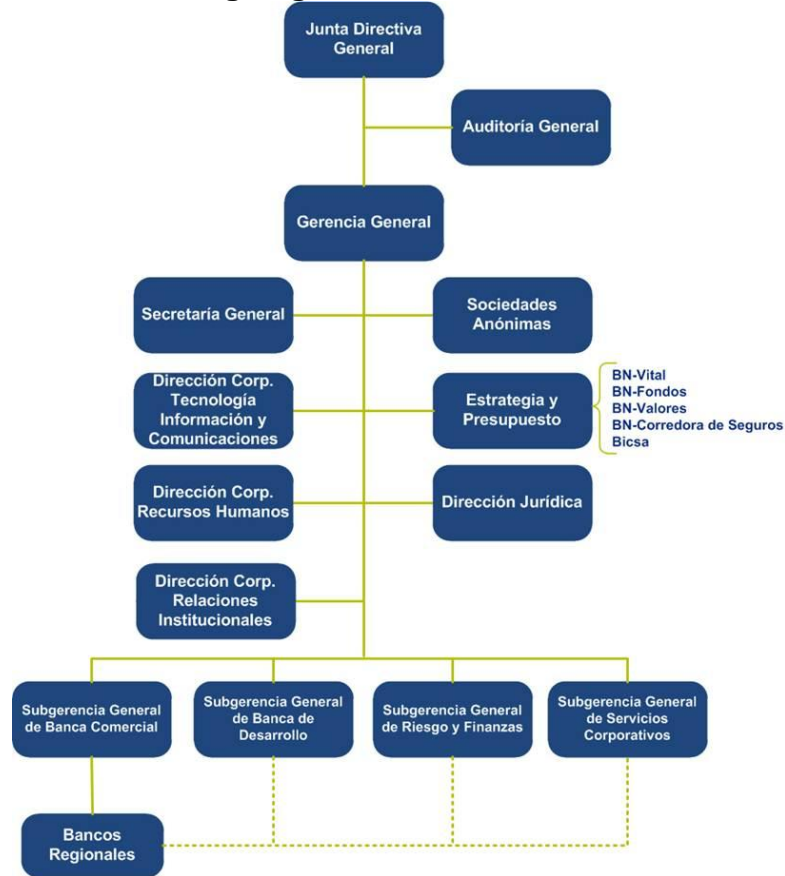 Junta Directiva
General
Auditoría General
Gerencia General
Secretaría General
Sociedades
Anónimas
Dirección Corp.
Tecnología
Información y
Comunicaciones
Estrategia y
Presupuesto
BN-Vital
BN-Fondos
BN-Valores
BN-Corredora de Seguros
Bicsa
Dirección Corp.
Recursos Humanos
Dirección Jurídica
Dirección Corp.
Relaciones
Institucionales
Subgerencia General
de Banca Comercial
Subgerencia General
de Banca de
Desarrollo
Subgerencia General
de Riesgo y Finanzas
Subgerencia General
de Servicios
Corporativos
Bancos
Regionales